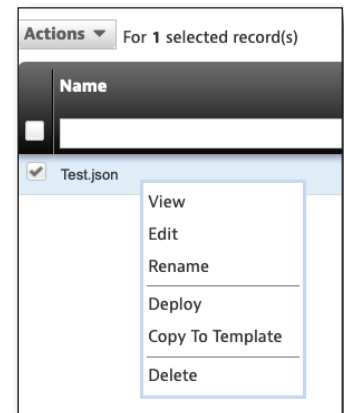 Actions For 1 selected record(s)
Name
Test.json
View
Edit
Rename
Deploy
Copy To Template
Delete